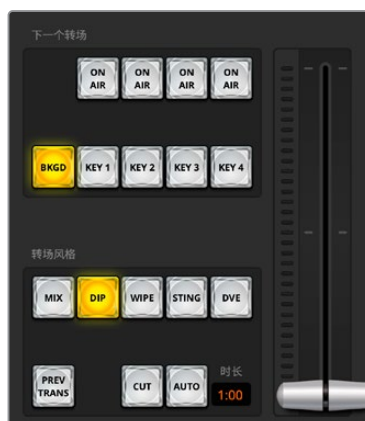 下一个转场
ON AIR ON AIR ON AIR ON AIR
BKGD KEY 1 KEY 2 KEY 3 KEY 4
转场风格
MIX DIP WIPE STING DVE
时长
PREV TRANS CUT AUTO 1:00